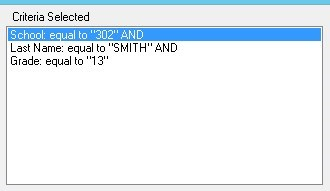 Criteria Selected
School: equal to "302" AND
Last Name: equal to "SMITH" AND
Grade: equal to "13"